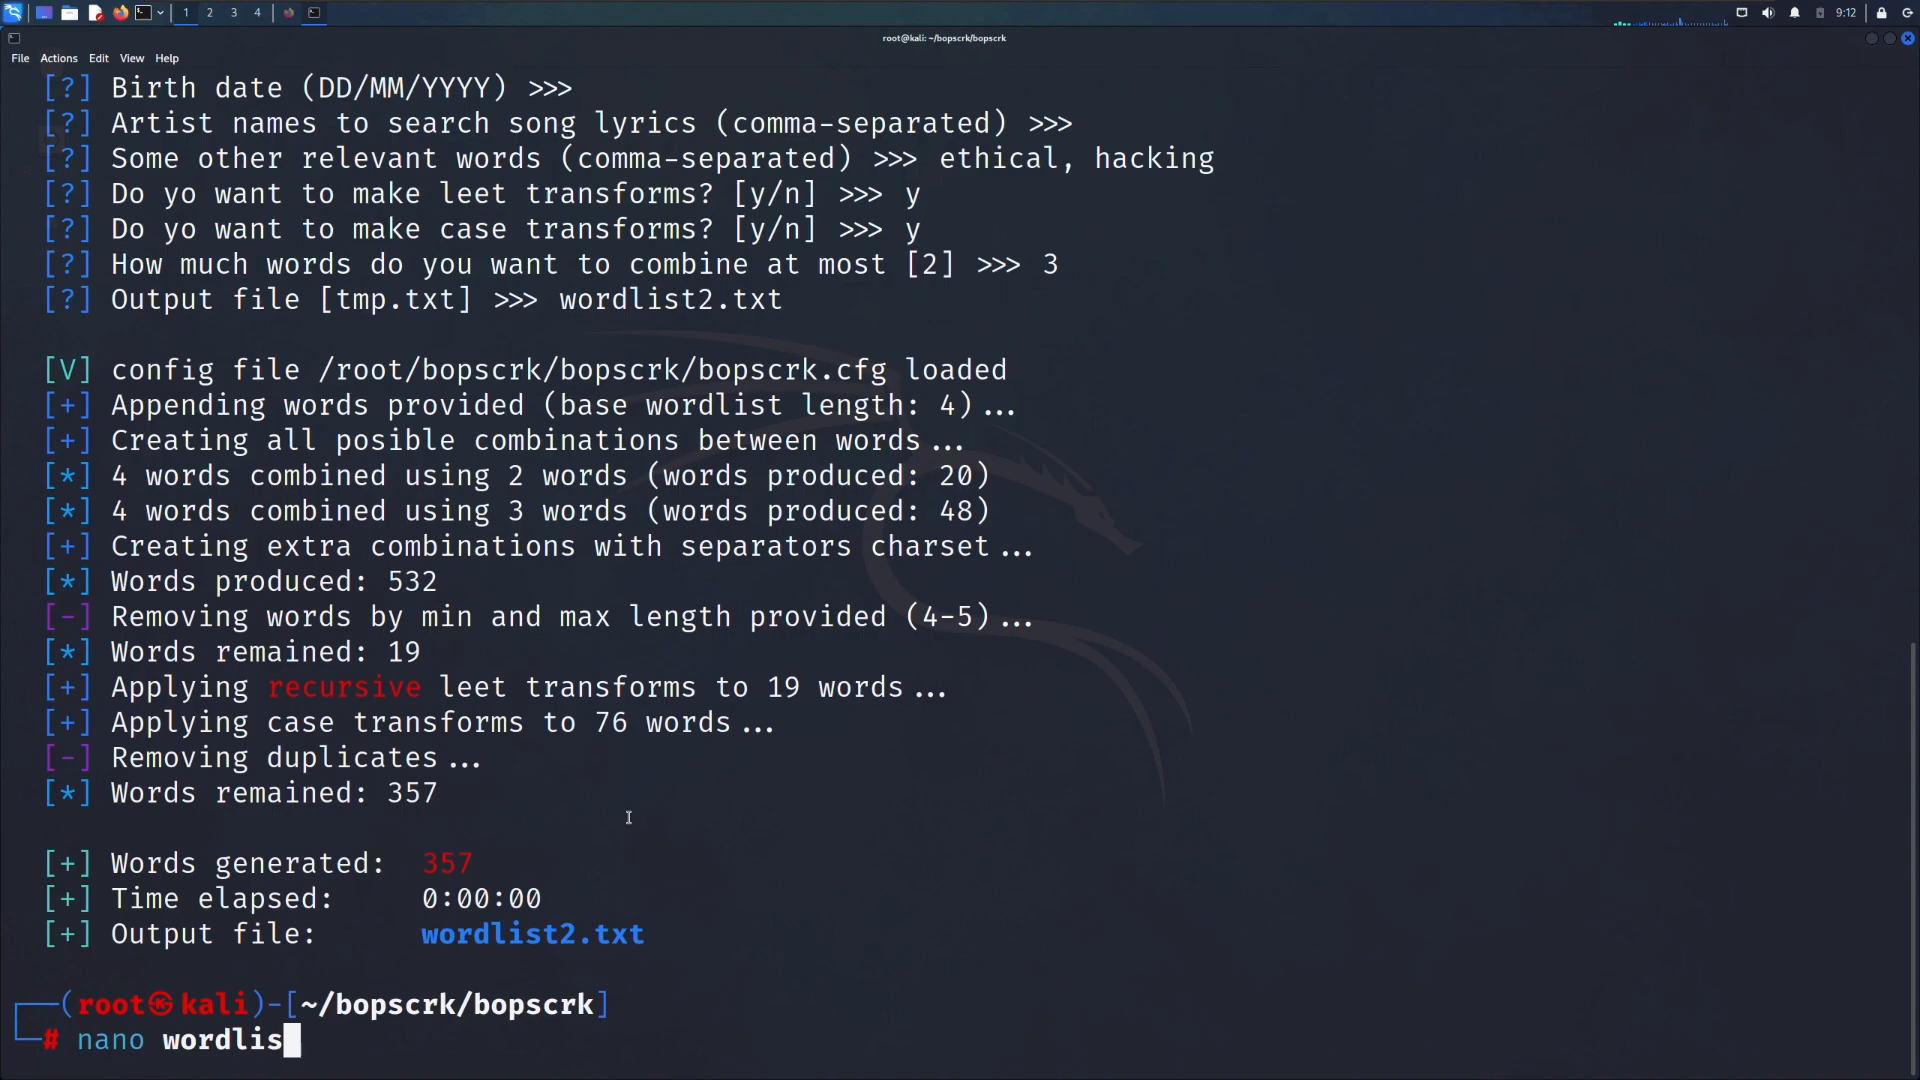 1 2 3 4 9:12
root@kali: ~/bopscrk/bopscrk
File Actions Edit View Help
[?] Birth date (DD/MM/YYYY) >>>
[?] Artist names to search song lyrics (comma-separated) >>>
[?] Some other relevant words (comma-separated) >>> ethical, hacking
[?] Do yo want to make leet transforms? [y/n] >>> y
[?] Do yo want to make case transforms? [y/n] >>> y
[?] How much words do you want to combine at most [2] >>> 3
[?] Output file [tmp.txt] >>> wordlist2.txt
[V] config file /root/bopscrk/bopscrk/bopscrk.cfg loaded
[+] Appending words provided (base wordlist length: 4)...
[+] Creating all posible combinations between words...
[*] 4 words combined using 2 words (words produced: 20)
[*] 4 words combined using 3 words (words produced: 48)
[+] Creating extra combinations with separators charset...
[*] Words produced: 532
[-] Removing words by min and max length provided (4-5)...
[*] Words remained: 19
[+] Applying recursive leet transforms to 19 words...
[+] Applying case transforms to 76 words...
[-] Removing duplicates...
[*] Words remained: 357
[+] Words generated: 357
[+] Time elapsed: 0:00:00
[+] Output file: wordlist2.txt
┌──(root㉿kali)-[~/bopscrk/bopscrk]
└─# nano wordlis